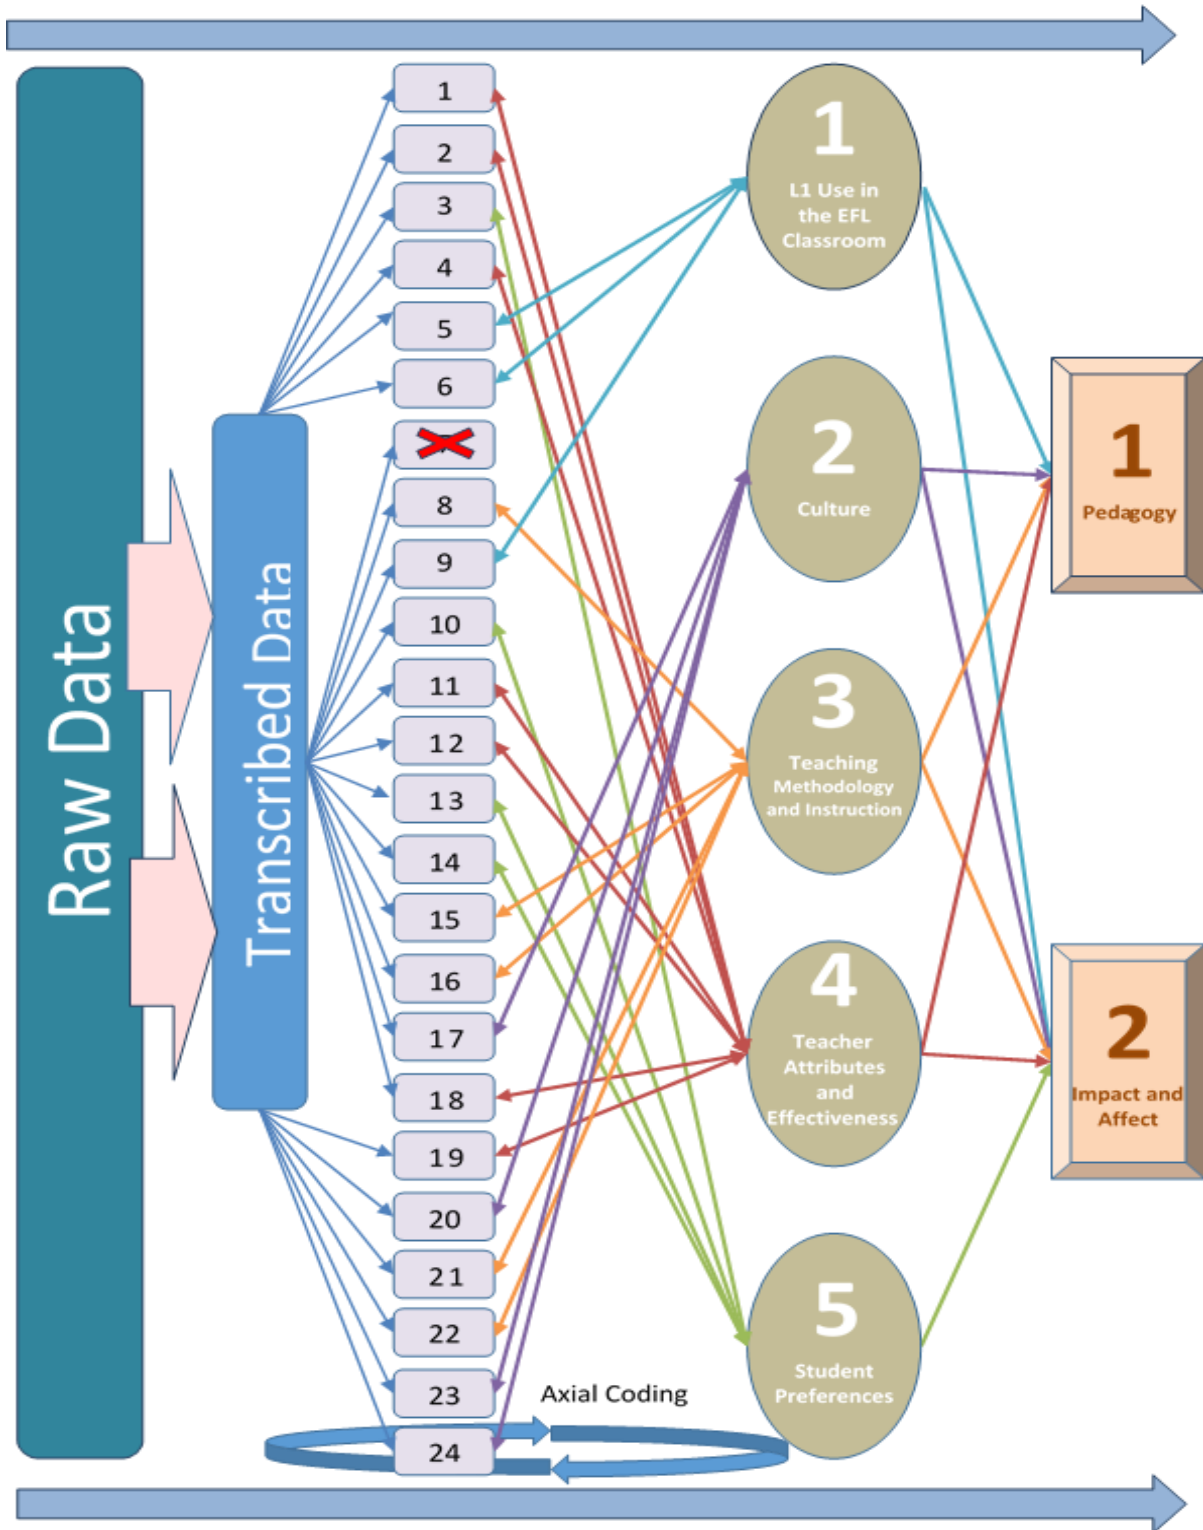 Raw Data
Transcribed Data
1
2
3
4
5
6
8
9
10
11
12
13
14
15
16
17
18
19
20
21
22
23
24
Axial Coding
1
L1 Use in
the EFL
Classroom
2
Culture
3
Teaching
Methodology
and Instruction
4
Teacher
Attributes
and
Effectiveness
5
Student
Preferences
1
Pedagogy
2
Impact and
Affect